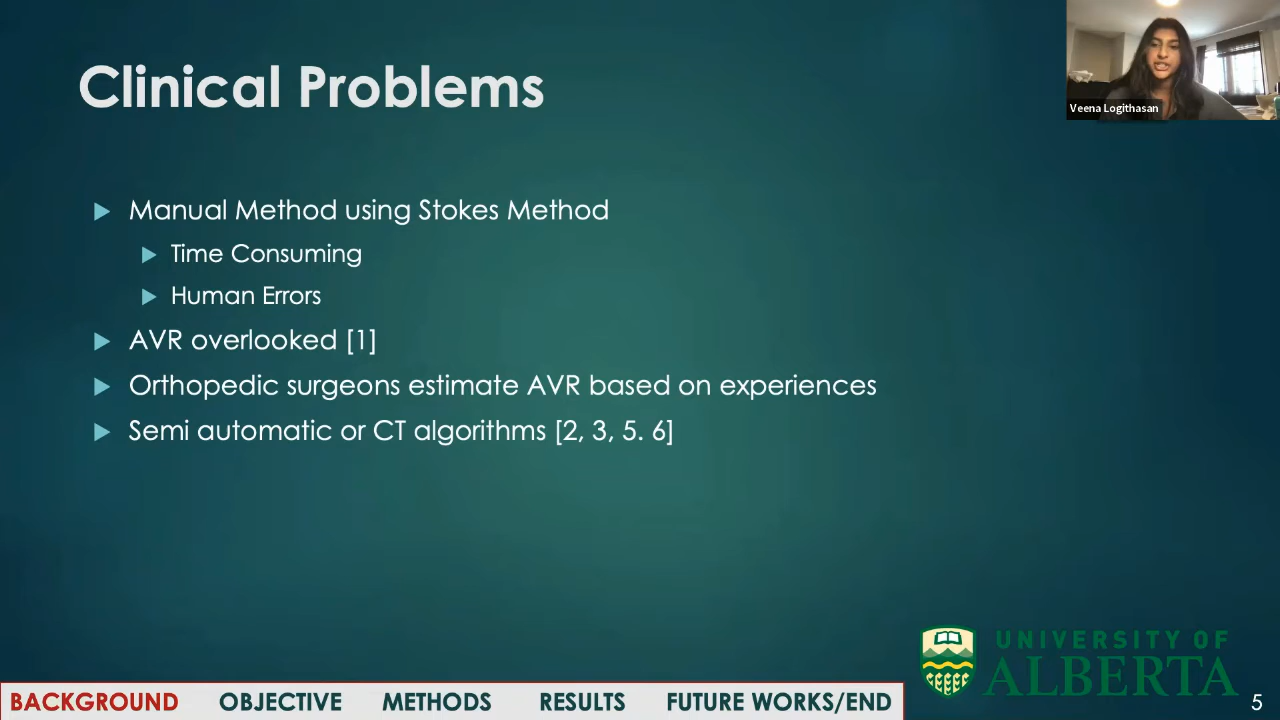 Clinical Problems
Veena Logithasan
Manual Method using Stokes Method
Time Consuming
Human Errors
AVR overlooked [1]
Orthopedic surgeons estimate AVR based on experiences
Semi automatic or CT algorithms [2, 3, 5. 6]
UNIVERSITY OF
ALBERTA
BACKGROUND OBJECTIVE METHODS RESULTS FUTURE WORKS/END
5